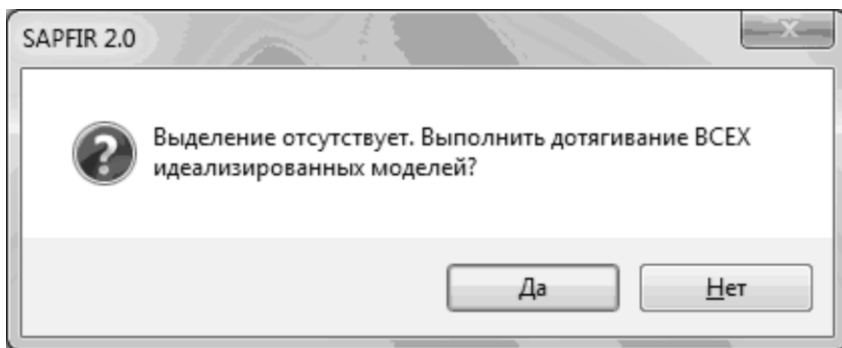 SAPFIR 2.0
Выделение отсутствует. Выполнить дотягивание ВСЕХ
идеализированных моделей?
Да
Нет